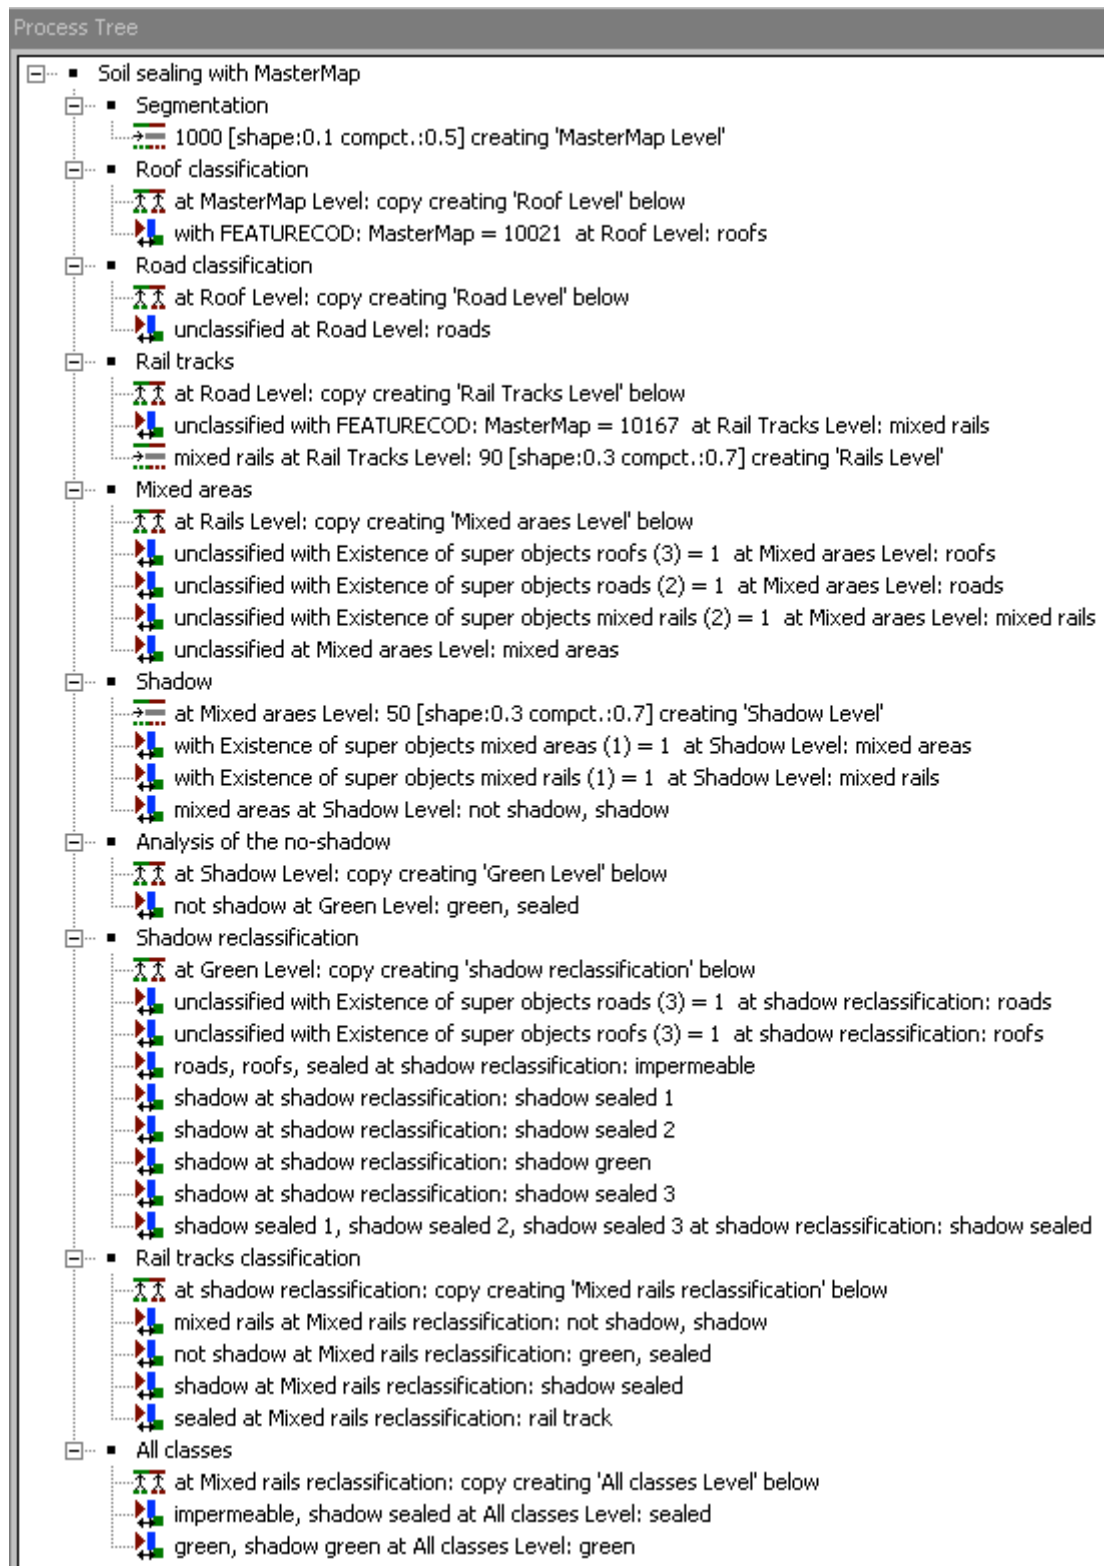 Process Tree
Soil sealing with MasterMap
Segmentation
1000 [shape:0.1 compct.:0.5] creating 'MasterMap Level'
Roof classification
at MasterMap Level: copy creating 'Roof Level' below
with FEATURECOD: MasterMap = 10021 at Roof Level: roofs
Road classification
at Roof Level: copy creating 'Road Level' below
unclassified at Road Level: roads
Rail tracks
at Road Level: copy creating 'Rail Tracks Level' below
unclassified with FEATURECOD: MasterMap = 10167 at Rail Tracks Level: mixed rails
mixed rails at Rail Tracks Level: 90 [shape:0.3 compct.:0.7] creating 'Rails Level'
Mixed areas
at Rails Level: copy creating 'Mixed araes Level' below
unclassified with Existence of super objects roofs (3) = 1 at Mixed araes Level: roofs
unclassified with Existence of super objects roads (2) = 1 at Mixed araes Level: roads
unclassified with Existence of super objects mixed rails (2) = 1 at Mixed araes Level: mixed rails
unclassified at Mixed araes Level: mixed areas
Shadow
at Mixed araes Level: 50 [shape:0.3 compct.:0.7] creating 'Shadow Level'
with Existence of super objects mixed areas (1) = 1 at Shadow Level: mixed areas
with Existence of super objects mixed rails (1) = 1 at Shadow Level: mixed rails
mixed areas at Shadow Level: not shadow, shadow
Analysis of the no-shadow
at Shadow Level: copy creating 'Green Level' below
not shadow at Green Level: green, sealed
Shadow reclassification
at Green Level: copy creating 'shadow reclassification' below
unclassified with Existence of super objects roads (3) = 1 at shadow reclassification: roads
unclassified with Existence of super objects roofs (3) = 1 at shadow reclassification: roofs
roads, roofs, sealed at shadow reclassification: impermeable
shadow at shadow reclassification: shadow sealed 1
shadow at shadow reclassification: shadow sealed 2
shadow at shadow reclassification: shadow green
shadow at shadow reclassification: shadow sealed 3
shadow sealed 1, shadow sealed 2, shadow sealed 3 at shadow reclassification: shadow sealed
Rail tracks classification
at shadow reclassification: copy creating 'Mixed rails reclassification' below
mixed rails at Mixed rails reclassification: not shadow, shadow
not shadow at Mixed rails reclassification: green, sealed
shadow at Mixed rails reclassification: shadow sealed
sealed at Mixed rails reclassification: rail track
All classes
at Mixed rails reclassification: copy creating 'All classes Level' below
impermeable, shadow sealed at All classes Level: sealed
green, shadow green at All classes Level: green